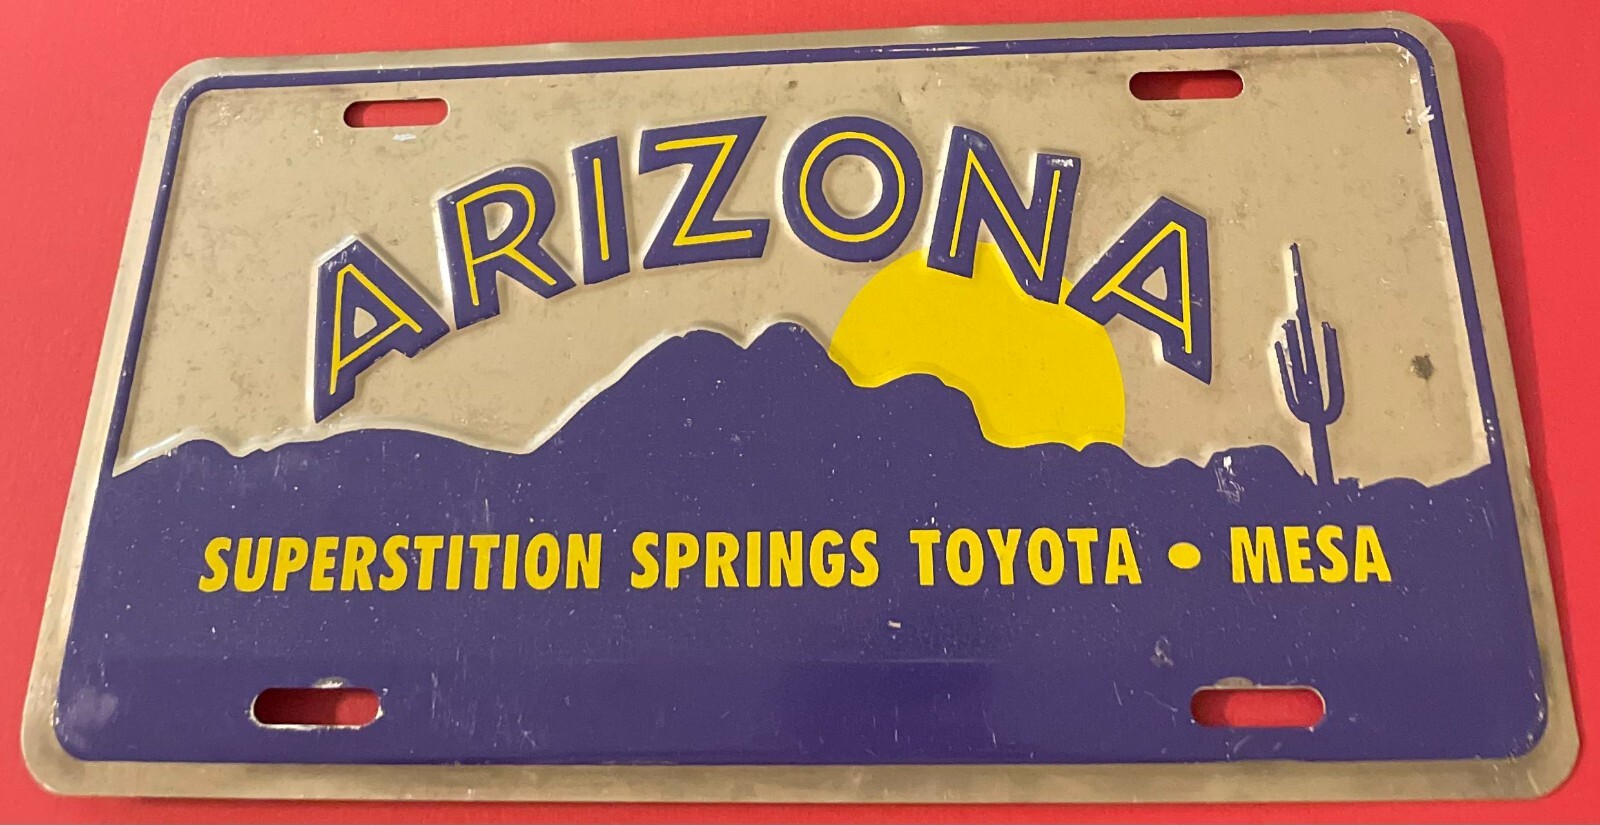 ARIZONA
SUPERSTITION SPRINGS TOYOTA • MESA